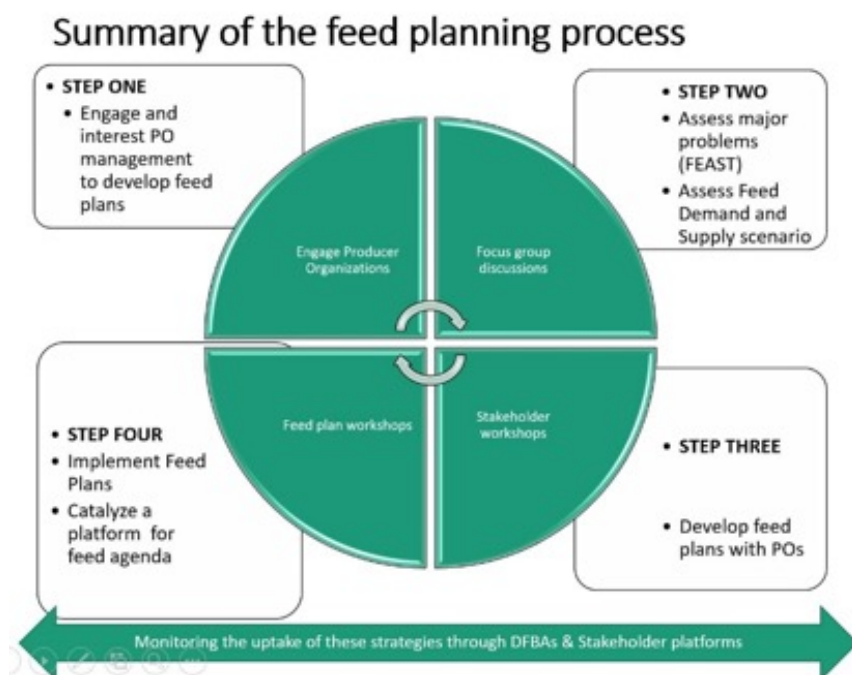 Summary of the feed planning process
• STEP ONE
• Engage and
interest PO
management
to develop feed
plans
• STEP TWO
• Assess major
problems
(FEAST)
• Assess Feed
Demand and
Supply scenario
Engage Producer
Organizations
Focus group
discussions
Feed plan workshops
Stakeholder
workshops
• STEP FOUR
• Implement Feed
Plans
• Catalyze a
platform for
feed agenda
• STEP THREE
• Develop feed
plans with POs
Monitoring the uptake of these strategies through DFBAs & Stakeholder platforms